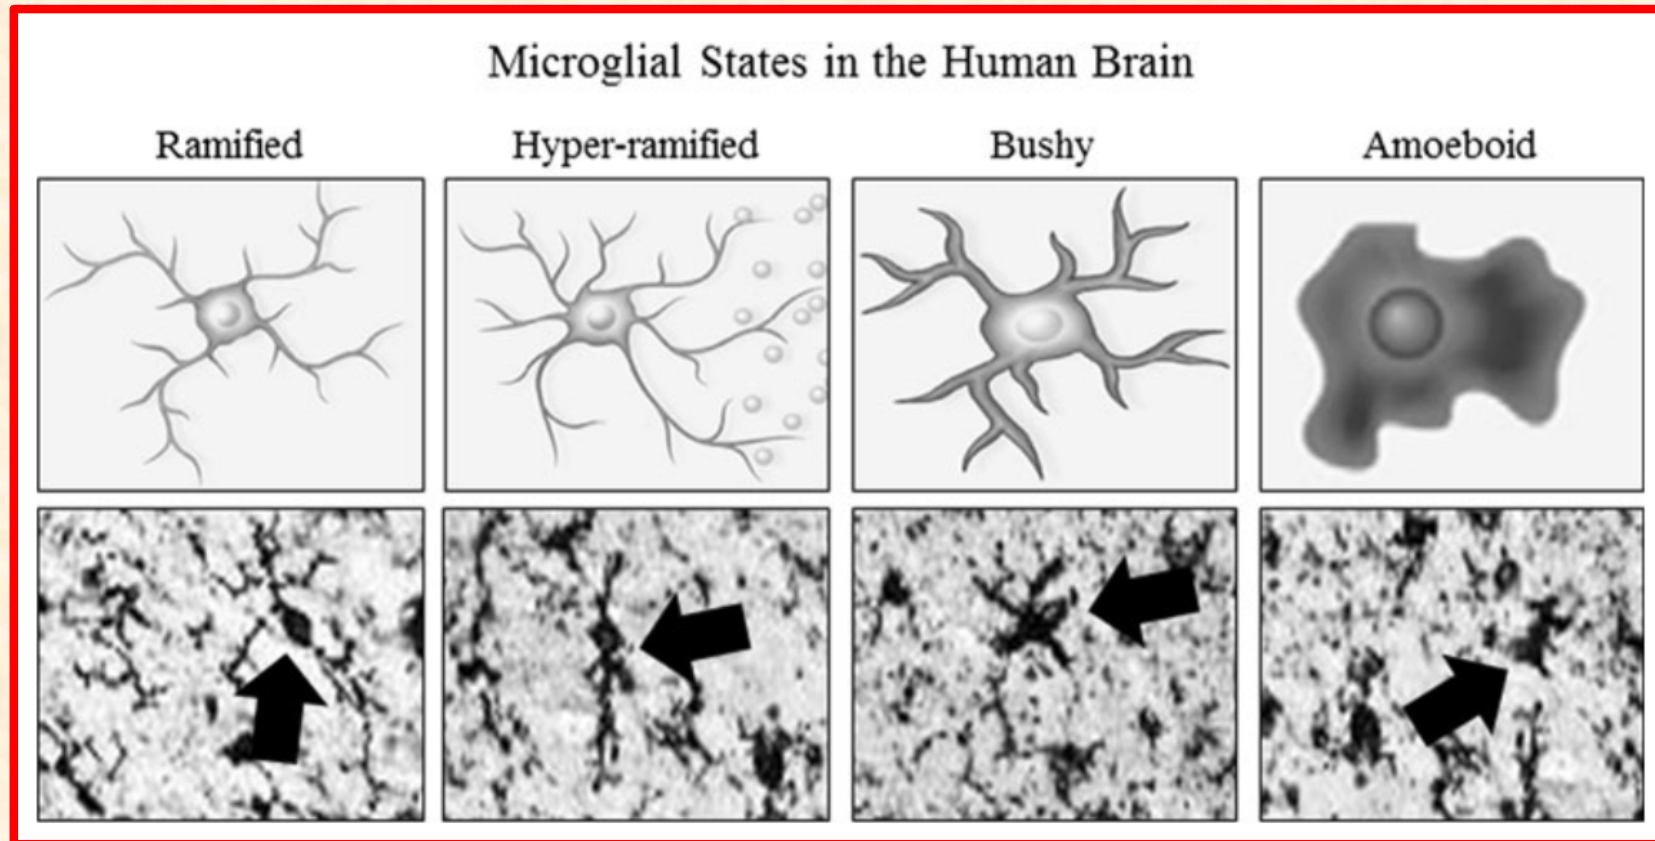 Microglial States in the Human Brain
Ramified Hyper-ramified Bushy Amoeboid